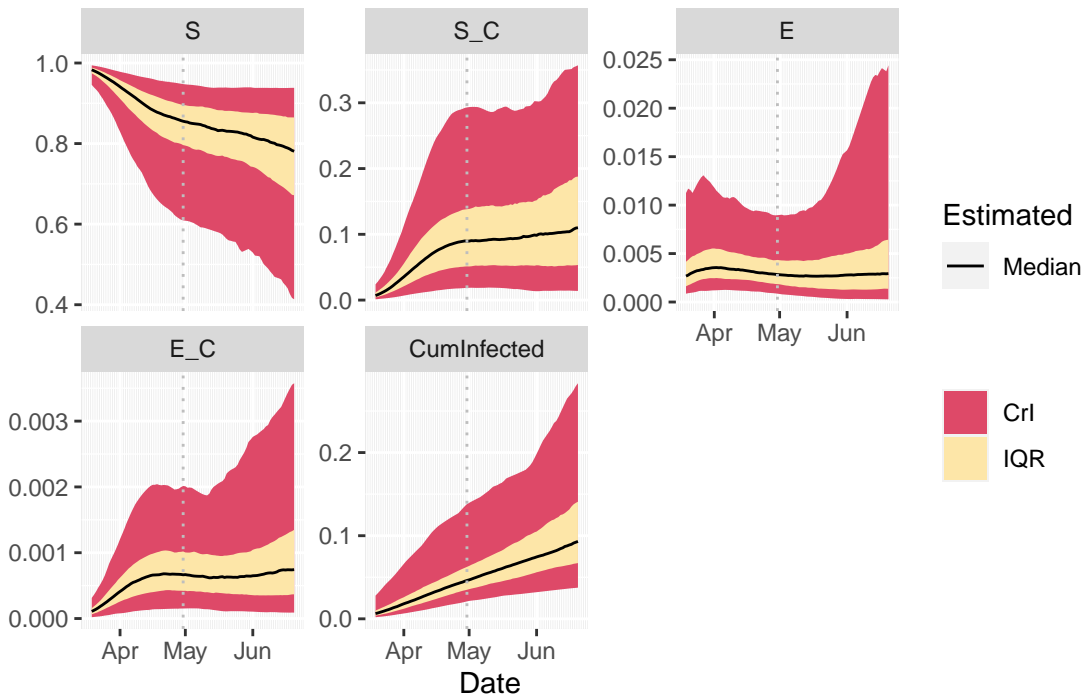 S
S_C
E
1.0
0.8
0.6
0.4
0.3
0.2
0.1
0.0
0.025
0.020
0.015
0.010
0.005
0.000
Apr May Jun
E_C
CumInfected
0.003
0.002
0.001
0.000
Apr May Jun
0.2
0.1
0.0
Apr May Jun
Date
Estimated
Median
CrI
IQR